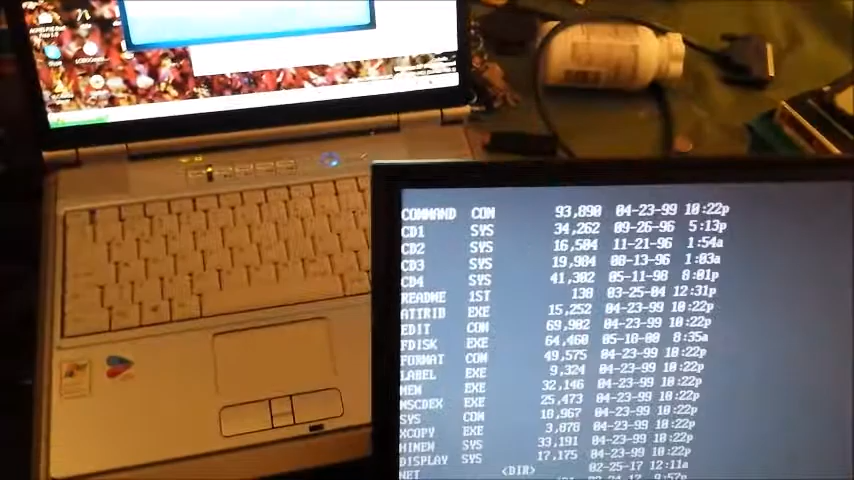 COMMAND COM 93,890 04-23-99 10:22p
CD1 SYS 34,262 09-26-96 5:13p
CD2 SYS 16,504 11-21-96 1:54a
CD3 SYS 19,984 08-13-96 1:03a
CD4 SYS 41,302 05-11-98 8:01p
README 1ST 138 03-25-04 12:31p
ATTRIB EXE 15,252 04-23-99 10:22p
EDIT COM 69,902 04-23-99 10:22p
FDISK EXE 64,460 05-18-00 8:35a
FORMAT COM 49,575 04-23-99 10:22p
LABEL EXE 9,324 04-23-99 10:22p
MEM EXE 32,146 04-23-99 10:22p
MSCDEX EXE 25,473 04-23-99 10:22p
SYS COM 18,967 04-23-99 10:22p
XCOPY EXE 3,878 04-23-99 10:22p
HIMEM SYS 33,191 04-23-99 10:22p
DISPLAY SYS 17,175 04-23-99 10:22p
NET <DIR> 02-25-17 12:11a
9:57p